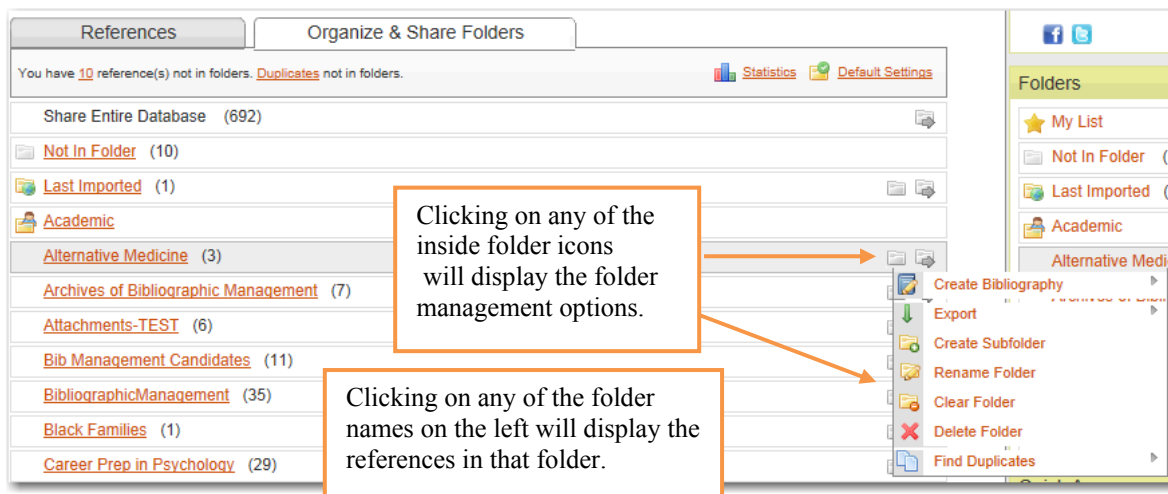 References
Organize & Share Folders
You have 10 reference(s) not in folders. Duplicates not in folders.
Statistics
Default Settings
Share Entire Database (692)
Not In Folder (10)
Last Imported (1)
Academic
Alternative Medicine (3)
Archives of Bibliographic Management (7)
Attachments-TEST (6)
Bib Management Candidates (11)
BibliographicManagement (35)
Black Families (1)
Career Prep in Psychology (29)
Clicking on any of the
inside folder icons
will display the folder
management options.
Clicking on any of the folder
names on the left will display the
references in that folder.
Create Bibliography
Export
Create Subfolder
Rename Folder
Clear Folder
Delete Folder
Find Duplicates
Folders
My List
Not In Folder (
Last Imported (
Academic
Alternative Medi